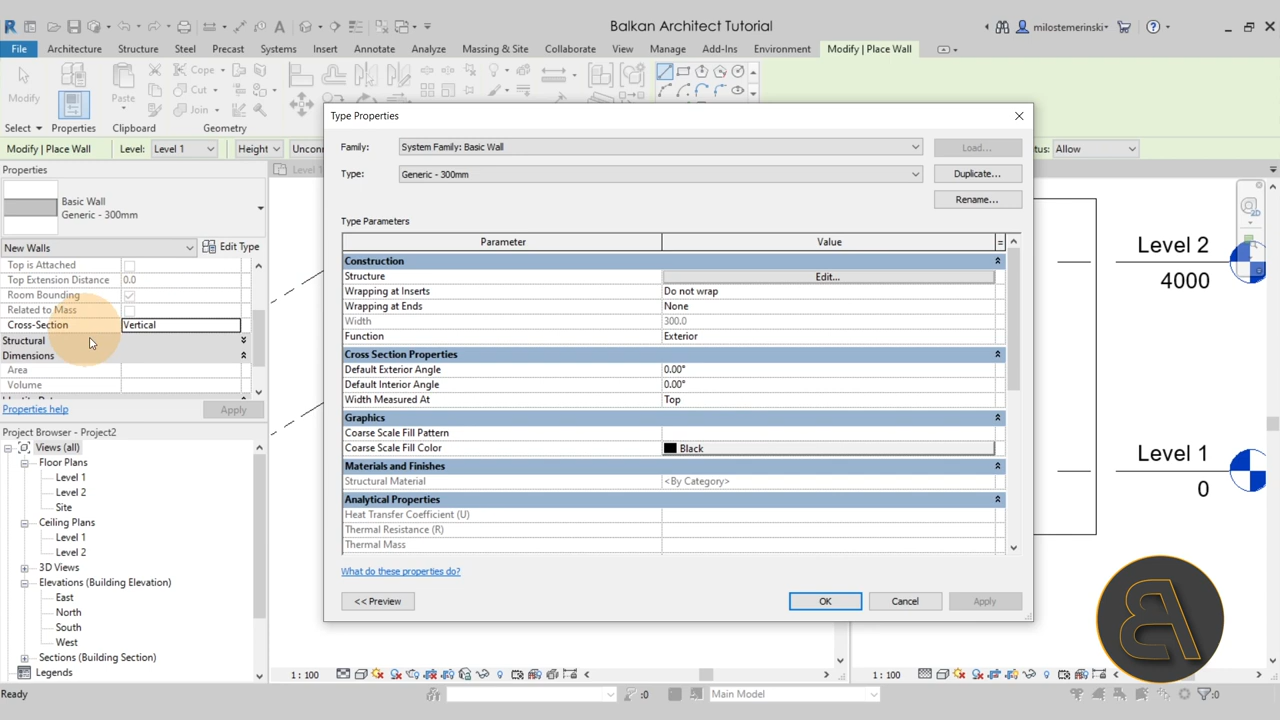 Balkan Architect Tutorial
milostemerinski
File Architecture Structure Steel Precast Systems Insert Annotate Analyze Massing & Site Collaborate View Manage Add-Ins Environment Modify | Place Wall
Modify Paste Cope Cut Join
Select Properties Clipboard Geometry
Modify | Place Wall Level: Level 1 Height Uncon Allow
Properties
Level 1
Basic Wall
Generic - 300mm
New Walls Edit Type
Top is Attached
Top Extension Distance 0.0
Room Bounding
Related to Mass
Cross-Section Vertical
Structural
Dimensions
Area
Volume
Properties help Apply
Project Browser - Project2
Views (all)
Floor Plans
Level 1
Level 2
Site
Ceiling Plans
Level 1
Level 2
3D Views
Elevations (Building Elevation)
East
North
South
West
Sections (Building Section)
Legends
Type Properties
Family: System Family: Basic Wall Load...
Type: Generic - 300mm Duplicate...
Rename...
Type Parameters
Parameter Value =
Construction
Structure Edit...
Wrapping at Inserts Do not wrap
Wrapping at Ends None
Width 300.0
Function Exterior
Cross Section Properties
Default Exterior Angle 0.00°
Default Interior Angle 0.00°
Width Measured At Top
Graphics
Coarse Scale Fill Pattern
Coarse Scale Fill Color Black
Materials and Finishes
Structural Material <By Category>
Analytical Properties
Heat Transfer Coefficient (U)
Thermal Resistance (R)
Thermal Mass
What do these properties do?
<< Preview OK Cancel Apply
Level 2
4000
Level 1
0
1 : 100 1 : 100
Ready :0 Main Model :0